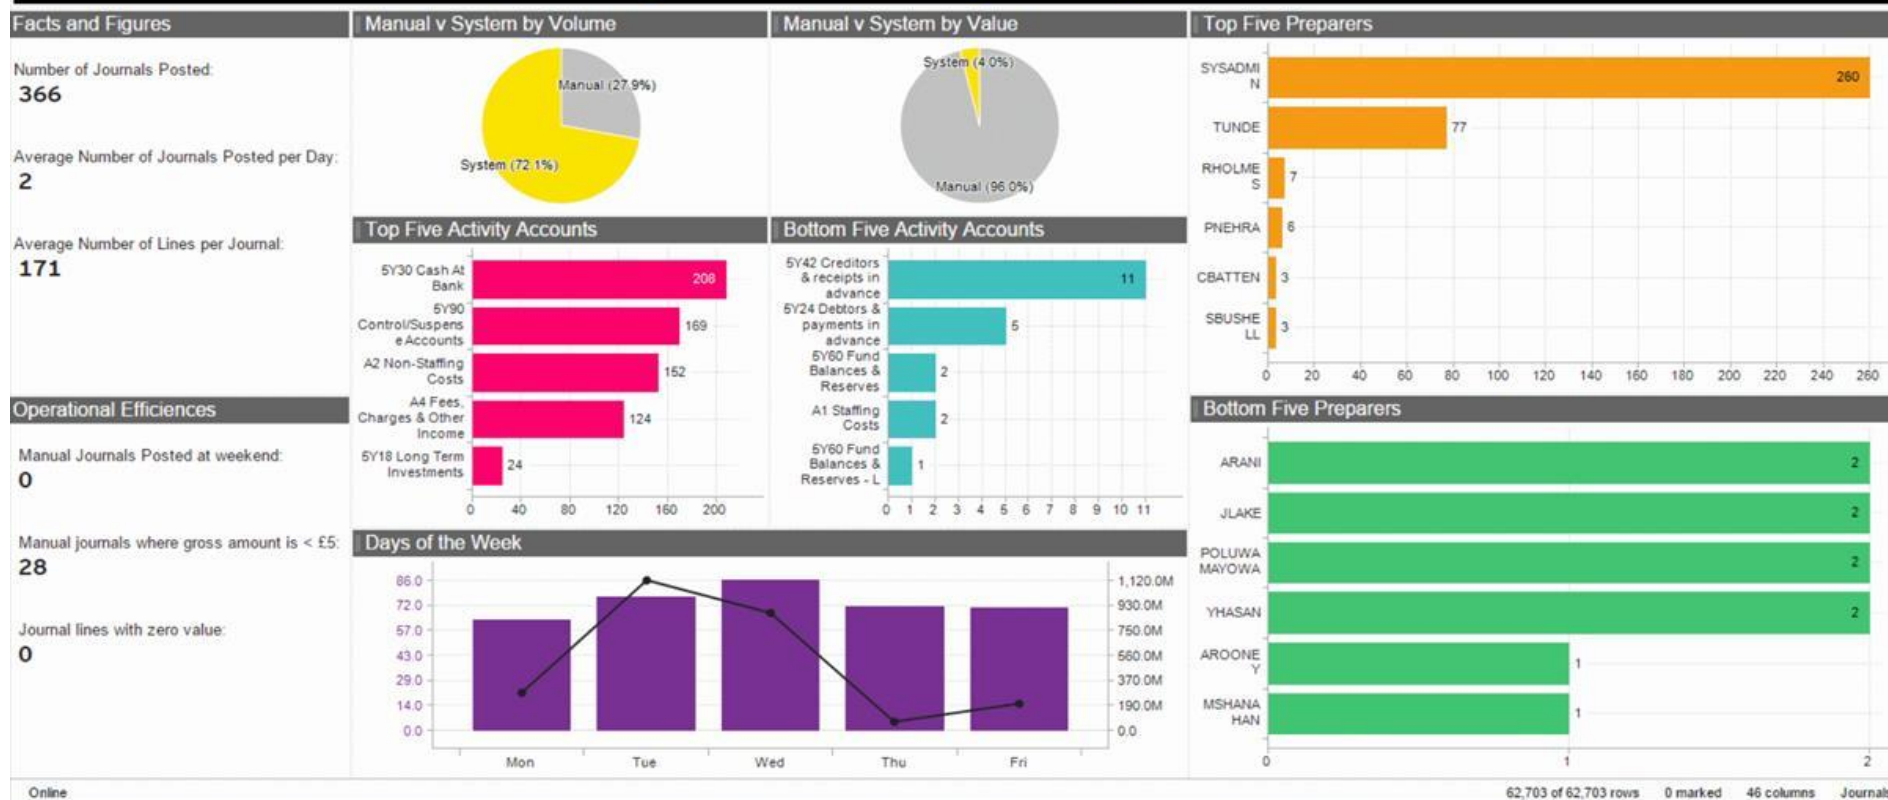 Facts and Figures
Number of Journals Posted:
366
Average Number of Journals Posted per Day:
2
Average Number of Lines per Journal:
171
Operational Efficiences
Manual Journals Posted at weekend:
0
Manual journals where gross amount is < £5:
28
Journal lines with zero value:
0
Manual v System by Volume
Manual (27.9%)
System (72.1%)
Manual v System by Value
System (4.0%)
Manual (96.0%)
Top Five Activity Accounts
5Y30 Cash At
Bank
208
5Y90
Control/Suspens
e Accounts
169
A2 Non-Staffing
Costs
152
A4 Fees,
Charges & Other
Income
124
5Y18 Long Term
Investments
24
0 40 80 120 160 200
Bottom Five Activity Accounts
5Y42 Creditors
& receipts in
advance
11
5Y24 Debtors &
payments in
advance
5
5Y60 Fund
Balances &
Reserves
2
A1 Staffing
Costs
2
5Y60 Fund
Balances &
Reserves - L
1
0 1 2 3 4 5 6 7 8 9 10 11
Days of the Week
86.0
72.0
57.0
43.0
29.0
14.0
0.0
1,120.0M
930.0M
750.0M
560.0M
370.0M
190.0M
0.0
Mon Tue Wed Thu Fri
Top Five Preparers
SYSADMI
N
260
TUNDE
77
RHOLME
S
7
PNEHRA
6
CBATTEN
3
SBUSHE
LL
3
0 20 40 60 80 100 120 140 160 180 200 220 240 260
Bottom Five Preparers
ARANI
2
JLAKE
2
POLUWA
MAYOWA
2
YHASAN
2
AROONE
Y
1
MSHANA
HAN
1
0 1 2
Online
62,703 of 62,703 rows 0 marked 46 columns Journals